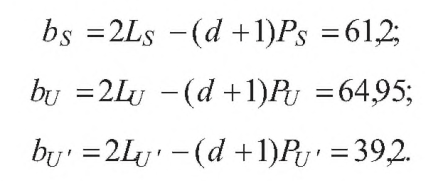 b_S = 2L_S − (d + 1)P_S = 61,2;
b_U = 2L_U − (d + 1)P_U = 64,95;
b_U' = 2L_U' − (d + 1)P_U' = 39,2.